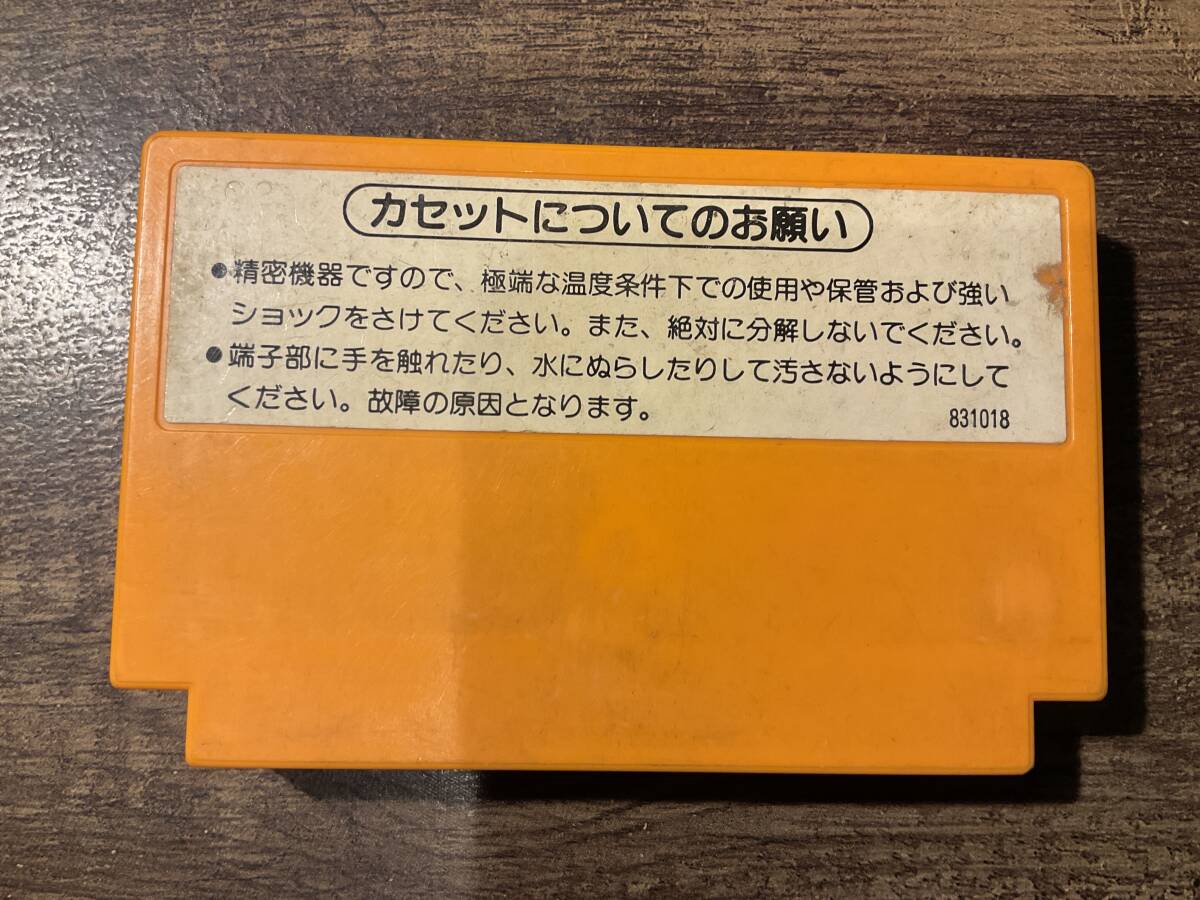 カセットについてのお願い
●精密機器ですので、極端な温度条件下での使用や保管および強い
ショックをさけてください。また、絶対に分解しないでください。
●端子部に手を触れたり、水にぬらしたりして汚さないようにして
ください。故障の原因となります。
831018